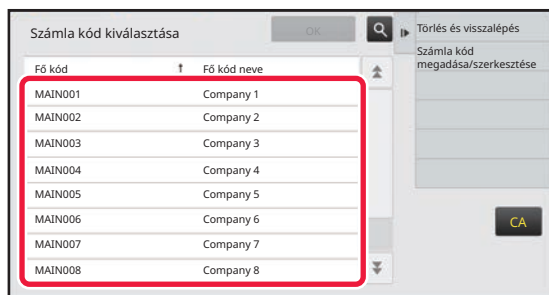 Számla kód kiválasztása
OK
Törlés és visszalépés
Számla kód
megadása/szerkesztése
Fő kód ↑ Fő kód neve
MAIN001 Company 1
MAIN002 Company 2
MAIN003 Company 3
MAIN004 Company 4
MAIN005 Company 5
MAIN006 Company 6
MAIN007 Company 7
MAIN008 Company 8
CA